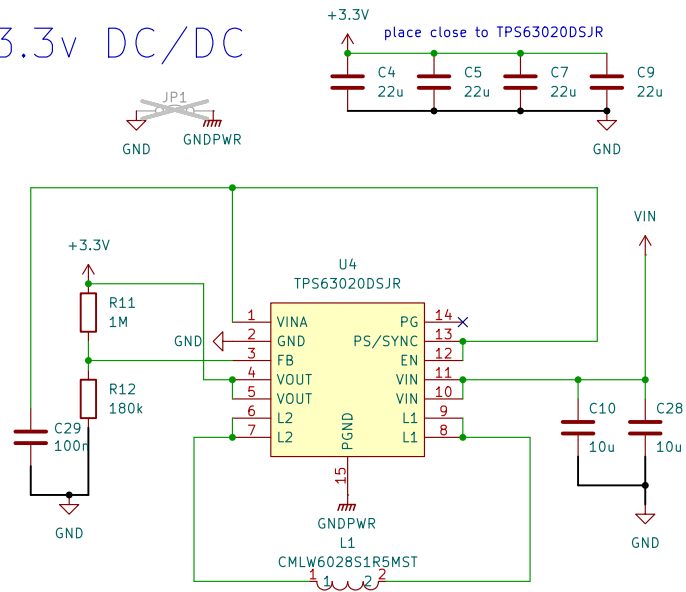 3.3v DC/DC
+3.3V
place close to TPS63020DSJR
C4
22u
C5
22u
C7
22u
C9
22u
GND
JP1
GND
GNDPWR
VIN
+3.3V
R11
1M
R12
180k
C29
100n
GND
U4
TPS63020DSJR
GND
1 VINA
2 GND
3 FB
4 VOUT
5 VOUT
6 L2
7 L2
PG 14
PS/SYNC 13
EN 12
VIN 11
VIN 10
L1 9
L1 8
PGND
15
GNDPWR
L1
CMLW6028S1R5MST
1 1 2 2
C10
10u
C28
10u
GND